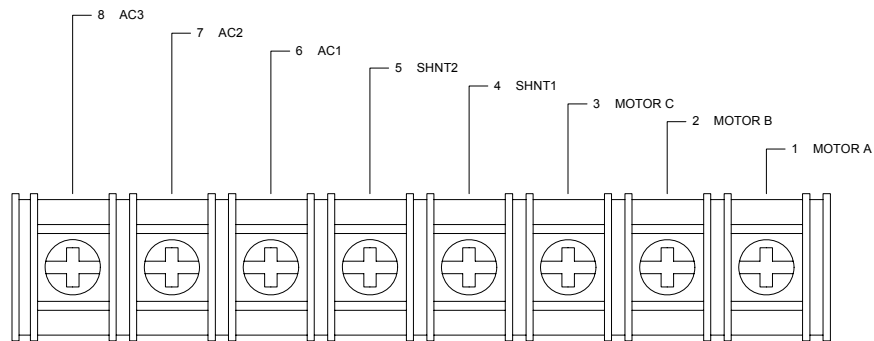 8 AC3
7 AC2
6 AC1
5 SHNT2
4 SHNT1
3 MOTOR C
2 MOTOR B
1 MOTOR A